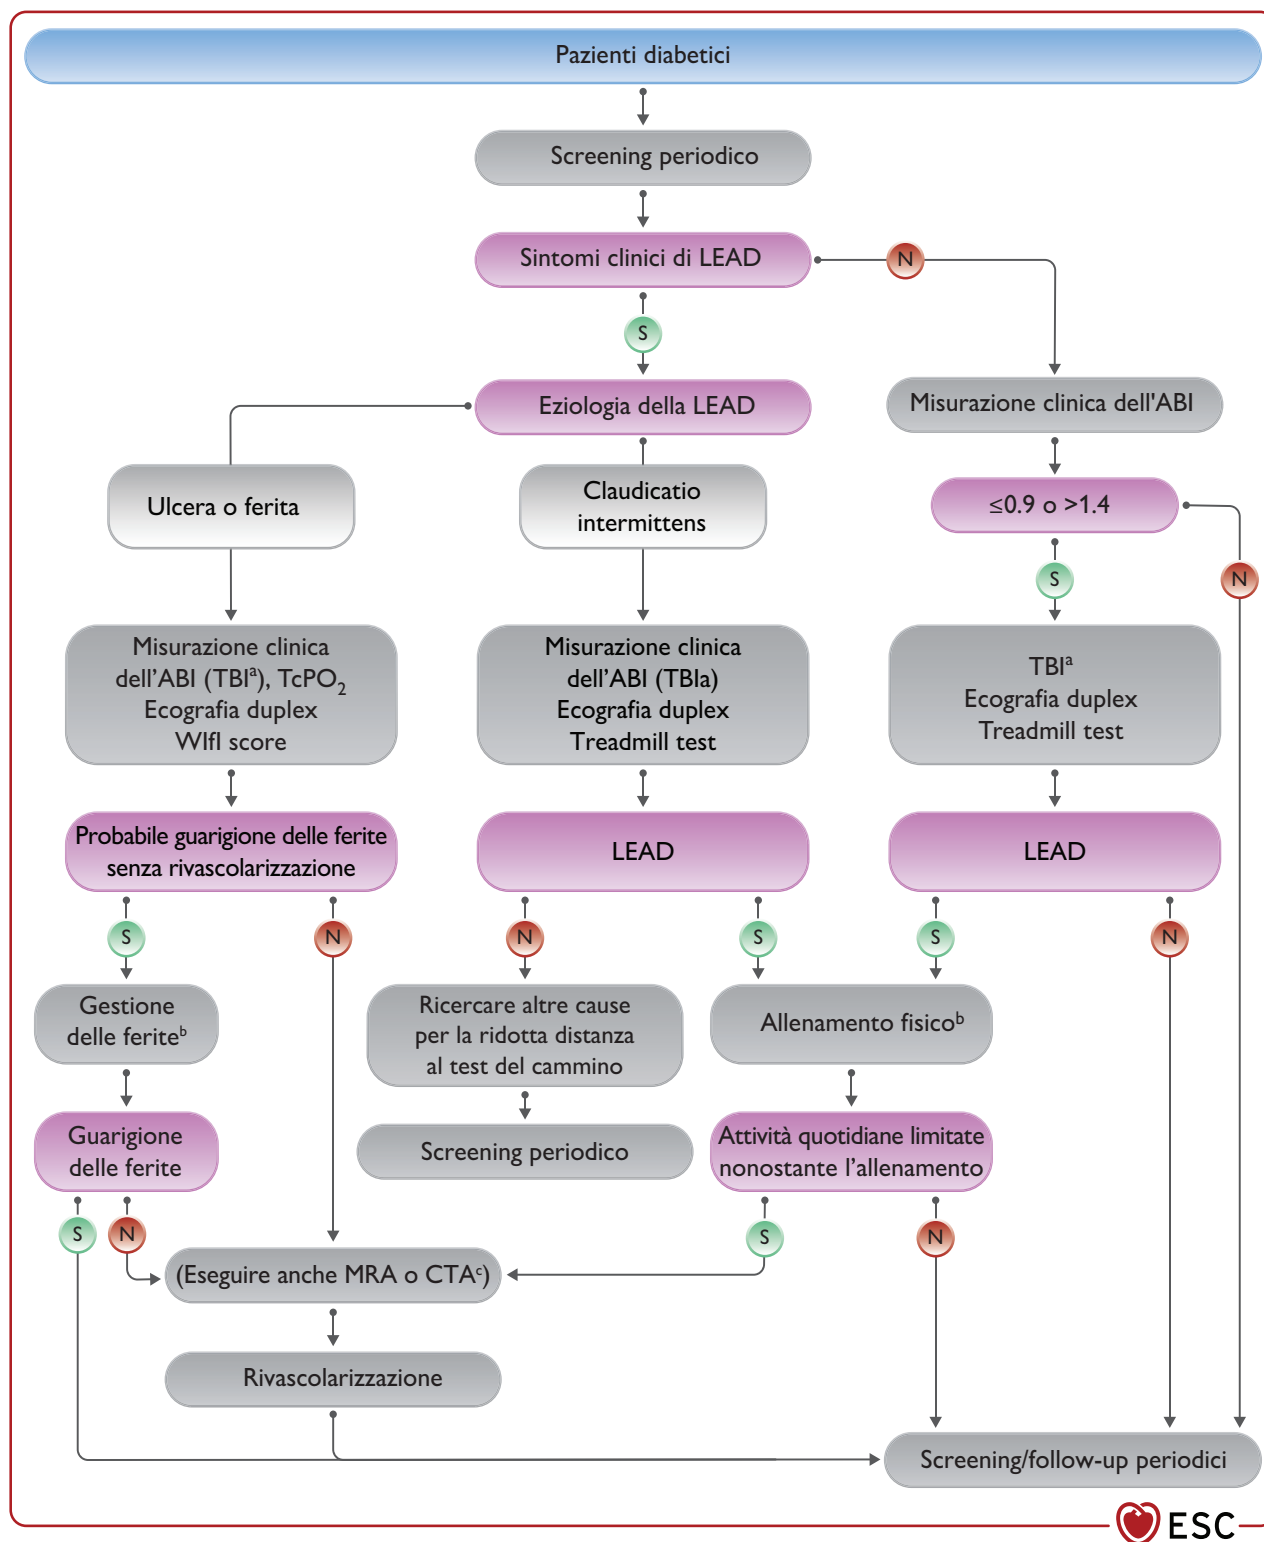 Pazienti diabetici
Screening periodico
Sintomi clinici di LEAD
N
S
Eziologia della LEAD
Misurazione clinica dell'ABI
Ulcera o ferita
Claudicatio
intermittens
≤0.9 o >1.4
S
N
Misurazione clinica
dell’ABI (TBIᵃ), TcPO₂
Ecografia duplex
WIfI score
Misurazione clinica
dell’ABI (TBIa)
Ecografia duplex
Treadmill test
TBIᵃ
Ecografia duplex
Treadmill test
Probabile guarigione delle ferite
senza rivascolarizzazione
LEAD
LEAD
S
N
N
S
S
N
Gestione
delle feriteᵇ
Ricercare altre cause
per la ridotta distanza
al test del cammino
Allenamento fisicoᵇ
Guarigione
delle ferite
Screening periodico
Attività quotidiane limitate
nonostante l’allenamento
S
N
S
N
(Eseguire anche MRA o CTAᶜ)
Rivascolarizzazione
Screening/follow-up periodici
ESC